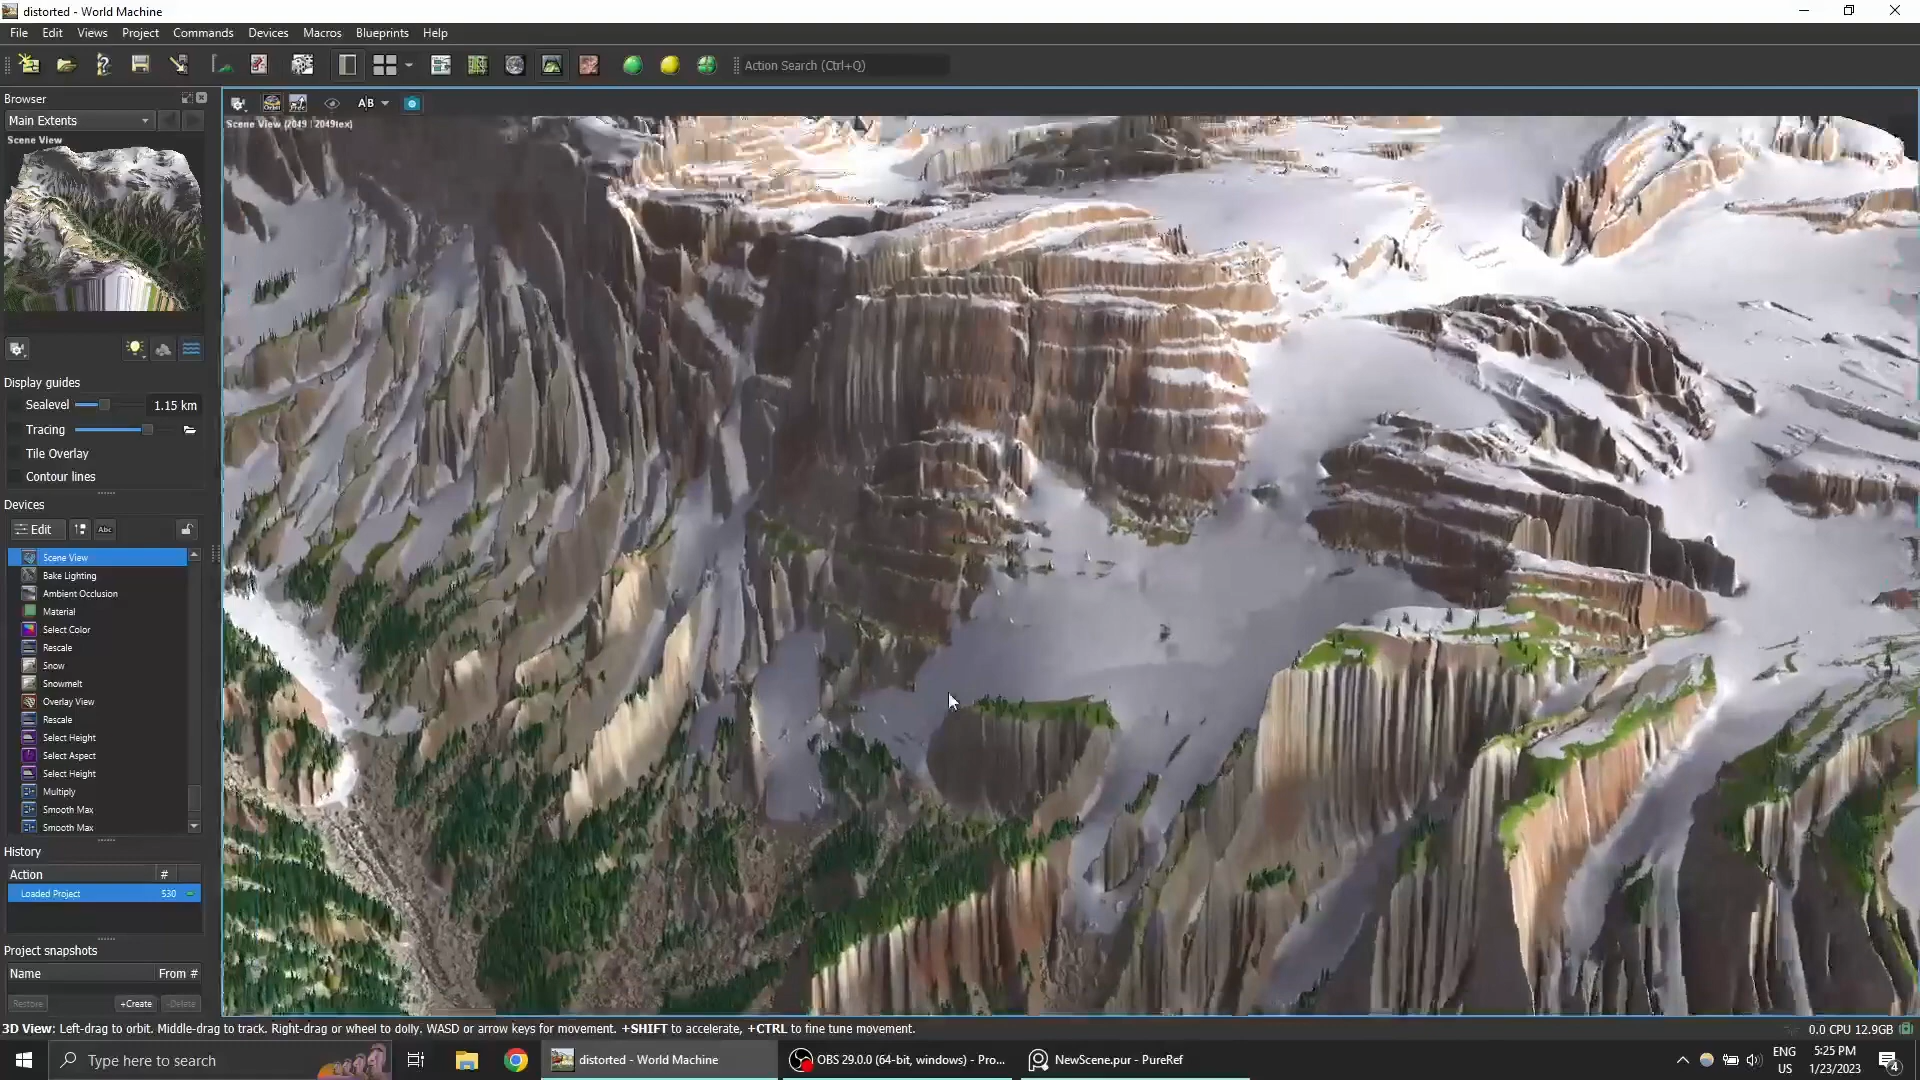 distorted - World Machine
File Edit Views Project Commands Devices Macros Blueprints Help
Action Search (Ctrl+Q)
Browser
Main Extents
Scene View
A B
Scene View (2049 | 2049tex)
Display guides
Sealevel 1.15 km
Tracing
Tile Overlay
Contour lines
Devices
Edit Abc
Scene View
Bake Lighting
Ambient Occlusion
Material
Select Color
Rescale
Snow
Snowmelt
Overlay View
Rescale
Select Height
Select Aspect
Select Height
Multiply
Smooth Max
Smooth Max
History
Action #
Loaded Project 530
Project snapshots
Name From #
Restore +Create -Delete
3D View: Left-drag to orbit. Middle-drag to track. Right-drag or wheel to dolly. WASD or arrow keys for movement. +SHIFT to accelerate, +CTRL to fine tune movement.
0.0 CPU 12.9GB
Type here to search
distorted - World Machine
OBS 29.0.0 (64-bit, windows) - Pro...
NewScene.pur - PureRef
ENG
US
5:25 PM
1/23/2023
4